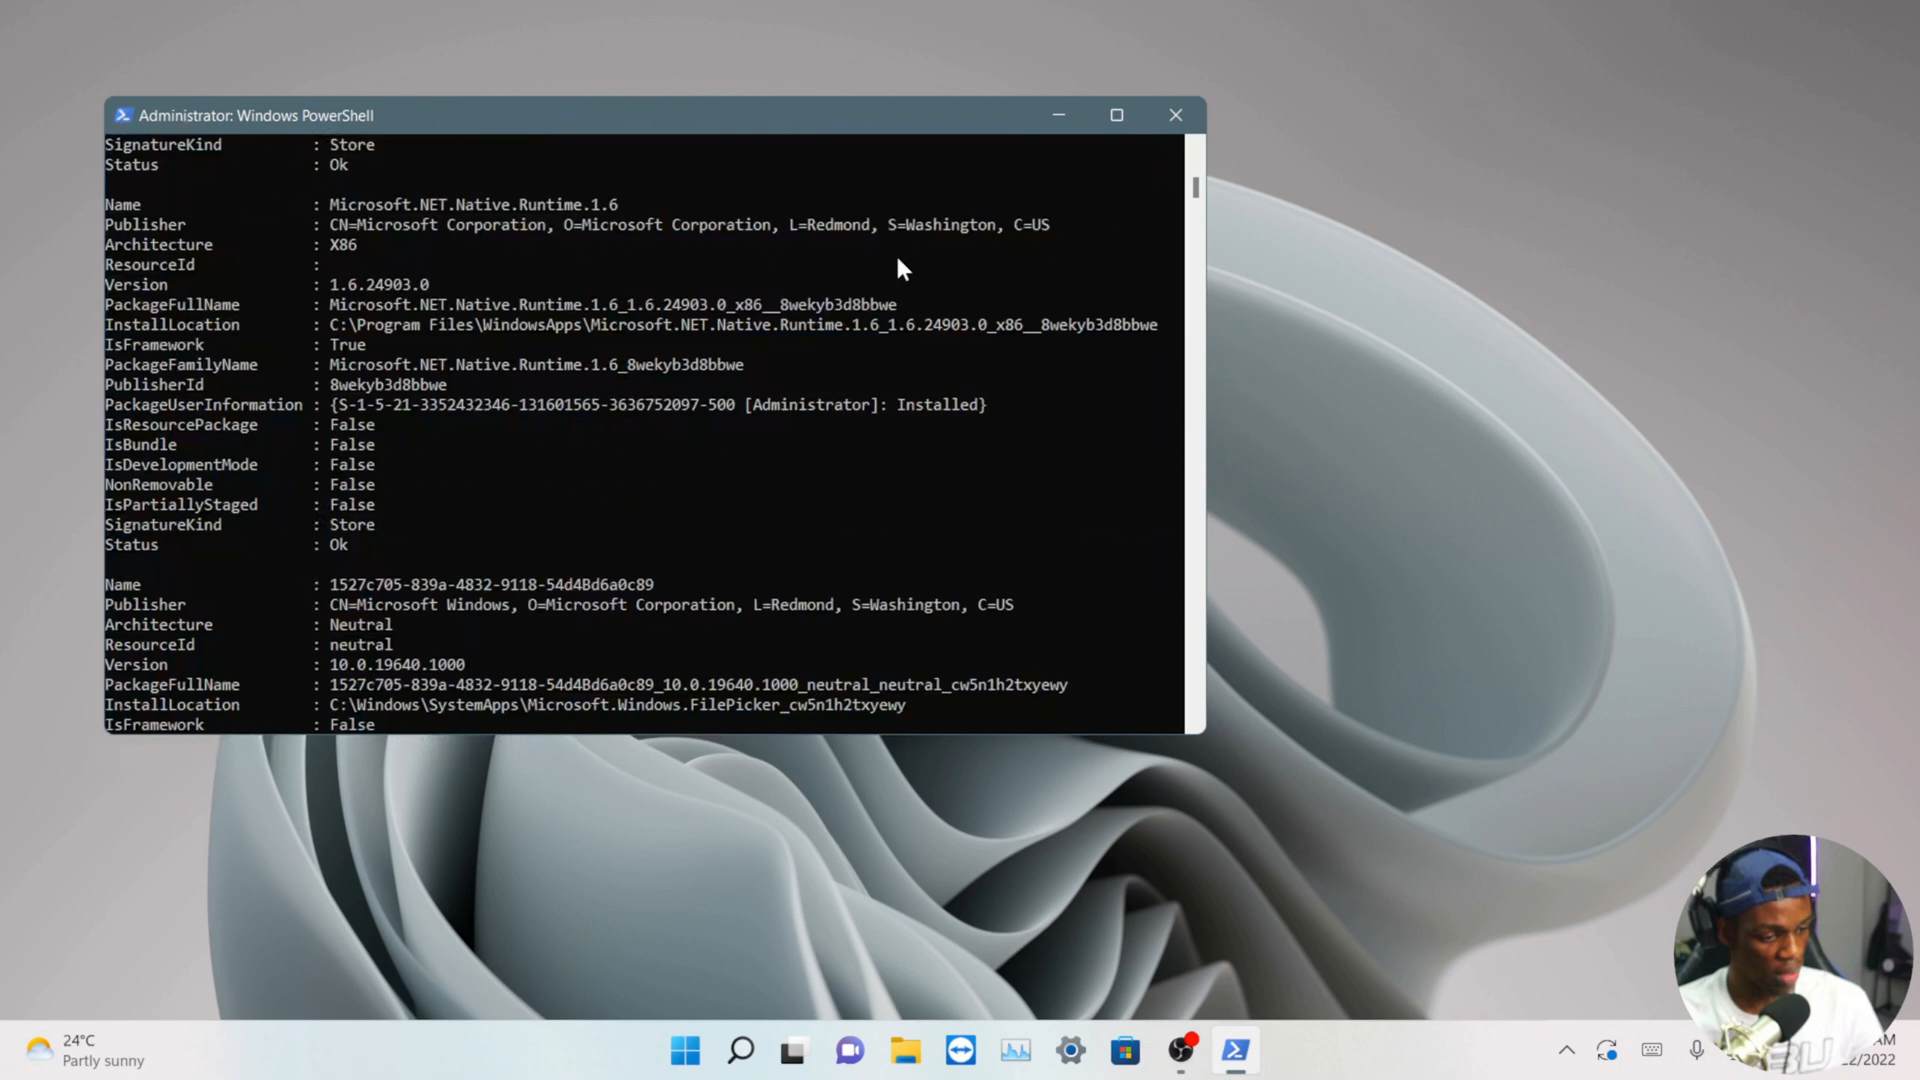 Administrator: Windows PowerShell
SignatureKind : Store
Status : Ok
Name : Microsoft.NET.Native.Runtime.1.6
Publisher : CN=Microsoft Corporation, O=Microsoft Corporation, L=Redmond, S=Washington, C=US
Architecture : X86
ResourceId :
Version : 1.6.24903.0
PackageFullName : Microsoft.NET.Native.Runtime.1.6_1.6.24903.0_x86__8wekyb3d8bbwe
InstallLocation : C:\Program Files\WindowsApps\Microsoft.NET.Native.Runtime.1.6_1.6.24903.0_x86__8wekyb3d8bbwe
IsFramework : True
PackageFamilyName : Microsoft.NET.Native.Runtime.1.6_8wekyb3d8bbwe
PublisherId : 8wekyb3d8bbwe
PackageUserInformation : {S-1-5-21-3352432346-131601565-3636752097-500 [Administrator]: Installed}
IsResourcePackage : False
IsBundle : False
IsDevelopmentMode : False
NonRemovable : False
IsPartiallyStaged : False
SignatureKind : Store
Status : Ok
Name : 1527c705-839a-4832-9118-54d4Bd6a0c89
Publisher : CN=Microsoft Windows, O=Microsoft Corporation, L=Redmond, S=Washington, C=US
Architecture : Neutral
ResourceId : neutral
Version : 10.0.19640.1000
PackageFullName : 1527c705-839a-4832-9118-54d4Bd6a0c89_10.0.19640.1000_neutral_neutral_cw5n1h2txyewy
InstallLocation : C:\Windows\SystemApps\Microsoft.Windows.FilePicker_cw5n1h2txyewy
IsFramework : False
24°C
Partly sunny
AM
2/2022